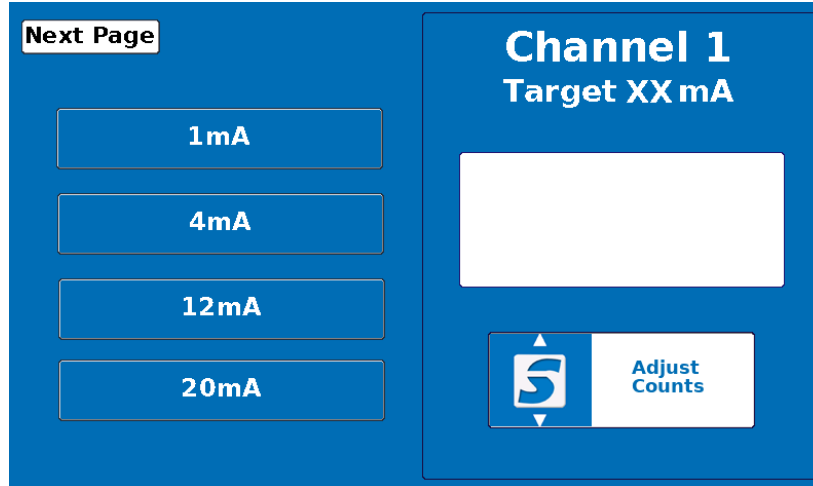 Next Page
1mA
4mA
12mA
20mA
Channel 1
Target XX mA
Adjust
Counts